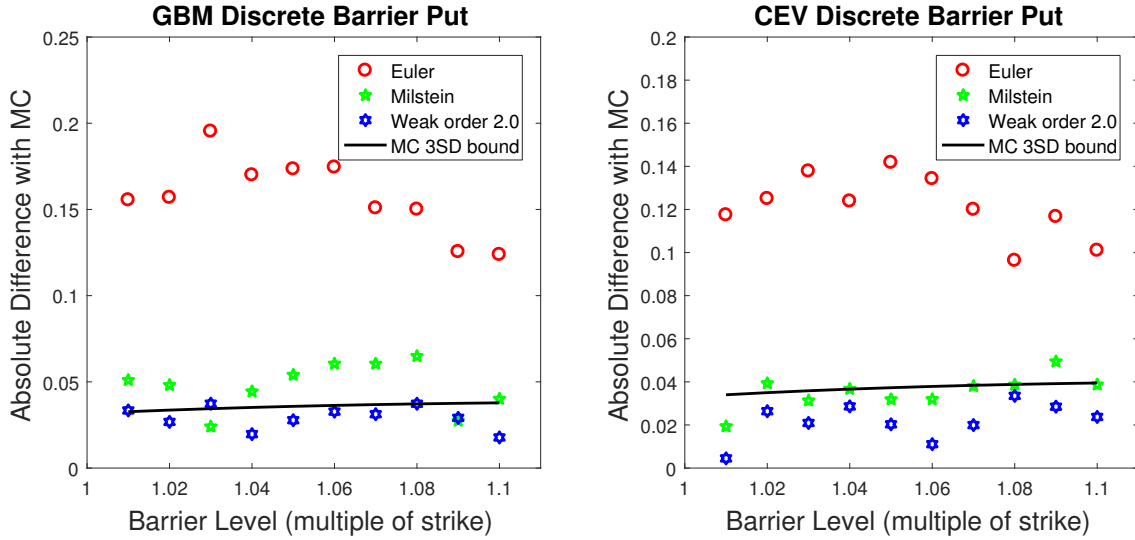 GBM Discrete Barrier Put
Absolute Difference with MC
0.25
0.2
0.15
0.1
0.05
0
1
1.02
1.04
1.06
1.08
1.1
Barrier Level (multiple of strike)
Euler
Milstein
Weak order 2.0
MC 3SD bound
CEV Discrete Barrier Put
Absolute Difference with MC
0.2
0.18
0.16
0.14
0.12
0.1
0.08
0.06
0.04
0.02
0
1
1.02
1.04
1.06
1.08
1.1
Barrier Level (multiple of strike)
Euler
Milstein
Weak order 2.0
MC 3SD bound